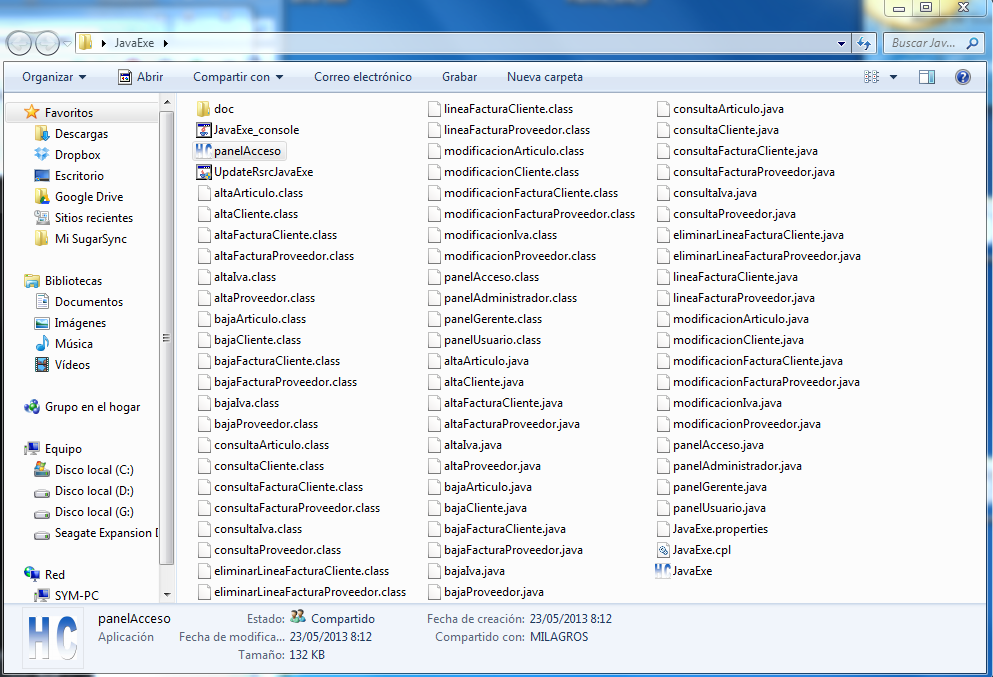 JavaExe
Buscar Jav...
Organizar
Abrir
Compartir con
Correo electrónico
Grabar
Nueva carpeta
Favoritos
Descargas
Dropbox
Escritorio
Google Drive
Sitios recientes
Mi SugarSync
Bibliotecas
Documentos
Imágenes
Música
Vídeos
Grupo en el hogar
Equipo
Disco local (C:)
Disco local (D:)
Disco local (G:)
Seagate Expansion
Red
SYM-PC
doc
JavaExe_console
HC panelAcceso
UpdateRsrcJavaExe
altaArticulo.class
altaCliente.class
altaFacturaCliente.class
altaFacturaProveedor.class
altaIva.class
altaProveedor.class
bajaArticulo.class
bajaCliente.class
bajaFacturaCliente.class
bajaFacturaProveedor.class
bajaIva.class
bajaProveedor.class
consultaArticulo.class
consultaCliente.class
consultaFacturaCliente.class
consultaFacturaProveedor.class
consultaIva.class
consultaProveedor.class
eliminarLineaFacturaCliente.class
eliminarLineaFacturaProveedor.class
lineaFacturaCliente.class
lineaFacturaProveedor.class
modificacionArticulo.class
modificacionCliente.class
modificacionFacturaCliente.class
modificacionFacturaProveedor.class
modificacionIva.class
modificacionProveedor.class
panelAcceso.class
panelAdministrador.class
panelGerente.class
panelUsuario.class
altaArticulo.java
altaCliente.java
altaFacturaCliente.java
altaFacturaProveedor.java
altaIva.java
altaProveedor.java
bajaArticulo.java
bajaCliente.java
bajaFacturaCliente.java
bajaFacturaProveedor.java
bajaIva.java
bajaProveedor.java
consultaArticulo.java
consultaCliente.java
consultaFacturaCliente.java
consultaFacturaProveedor.java
consultaIva.java
consultaProveedor.java
eliminarLineaFacturaCliente.java
eliminarLineaFacturaProveedor.java
lineaFacturaCliente.java
lineaFacturaProveedor.java
modificacionArticulo.java
modificacionCliente.java
modificacionFacturaCliente.java
modificacionFacturaProveedor.java
modificacionIva.java
modificacionProveedor.java
panelAcceso.java
panelAdministrador.java
panelGerente.java
panelUsuario.java
JavaExe.properties
JavaExe.cpl
HC JavaExe
HC
panelAcceso
Aplicación
Estado: Compartido
Fecha de modifica... 23/05/2013 8:12
Tamaño: 132 KB
Fecha de creación: 23/05/2013 8:12
Compartido con: MILAGROS